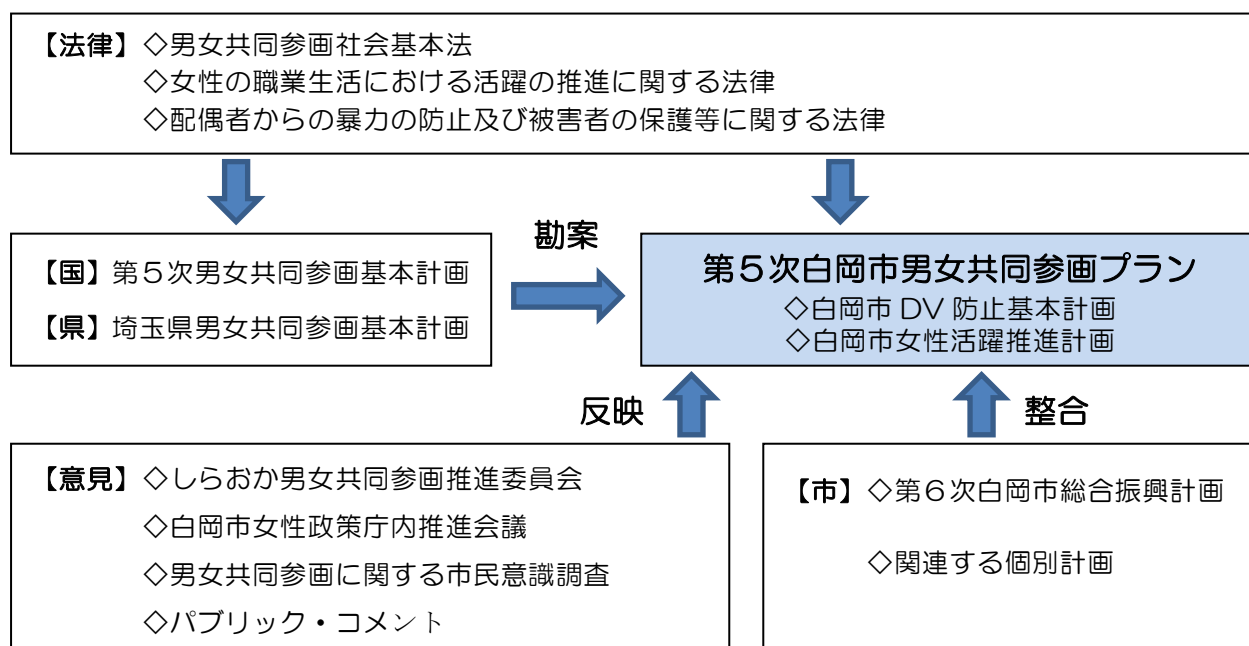 【法律】◇男女共同参画社会基本法
◇女性の職業生活における活躍の推進に関する法律
◇配偶者からの暴力の防止及び被害者の保護等に関する法律
【国】第5次男女共同参画基本計画
【県】埼玉県男女共同参画基本計画
勘案
第5次白岡市男女共同参画プラン
◇白岡市 DV 防止基本計画
◇白岡市女性活躍推進計画
反映
整合
【意見】◇しらおか男女共同参画推進委員会
◇白岡市女性政策庁内推進会議
◇男女共同参画に関する市民意識調査
◇パブリック・コメント
【市】◇第6次白岡市総合振興計画
◇関連する個別計画